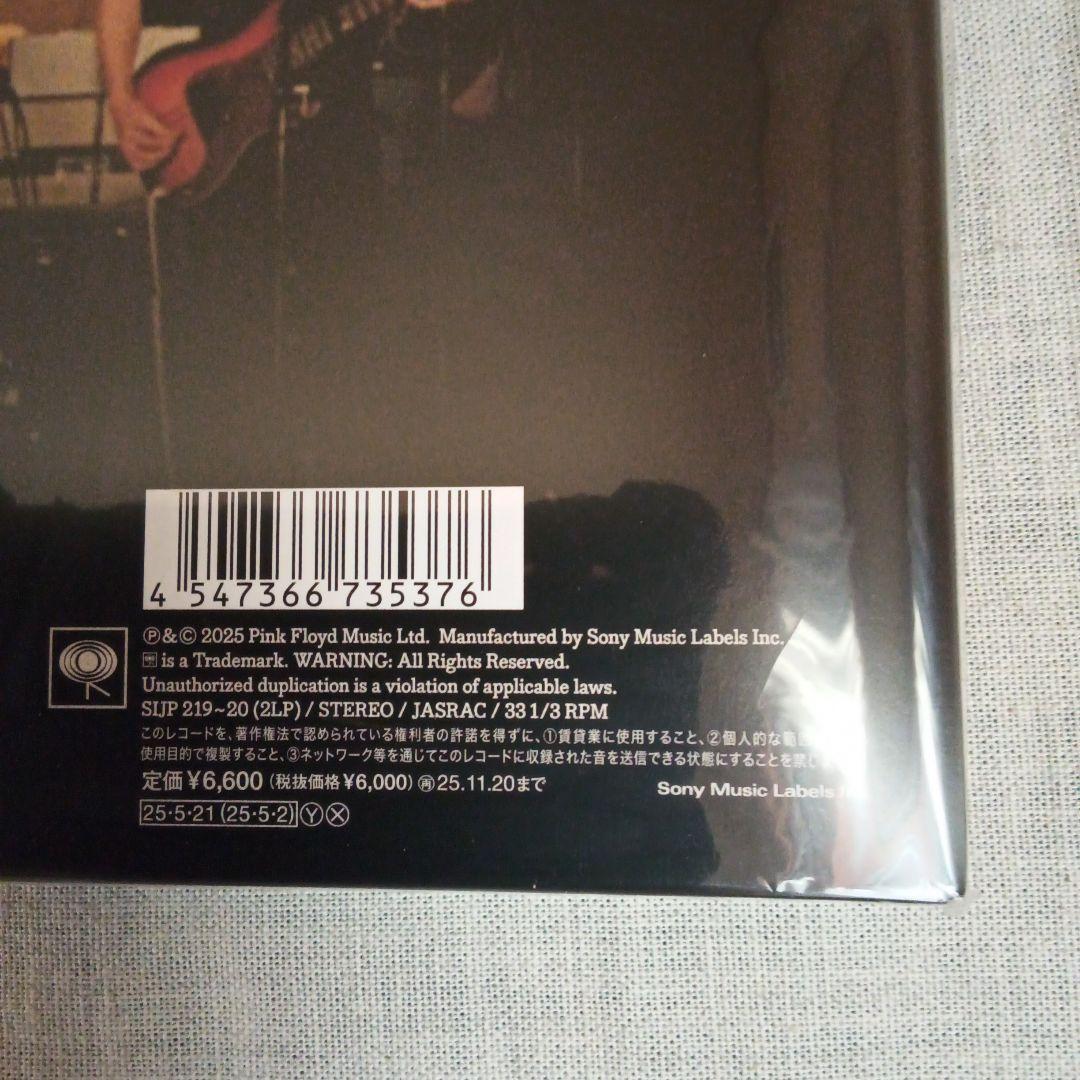 4 547366 735376
Ⓟ&© 2025 Pink Floyd Music Ltd. Manufactured by Sony Music Labels Inc.
is a Trademark. WARNING: All Rights Reserved.
Unauthorized duplication is a violation of applicable laws.
SIJP 219~20 (2LP) / STEREO / JASRAC / 33 1/3 RPM
このレコードを、著作権法で認められている権利者の許諾を得ずに、①賃貸業に使用すること、②個人的な範
使用目的で複製すること、③ネットワーク等を通じてこのレコードに収録された音を送信できる状態にすることを禁じ
定価¥6,600 (税抜価格¥6,000) ㊞25.11.20まで
Sony Music Labels
25・5・21 (25・5・2) Ⓨ Ⓧ